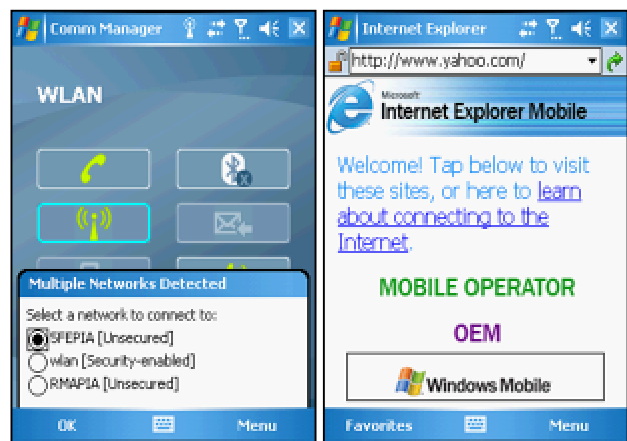 Comm Manager
WLAN
Multiple Networks Detected
Select a network to connect to:
SFEPIA [Unsecured]
wlan [Security-enabled]
RMAPIA [Unsecured]
OK
Menu
Internet Explorer
http://www.yahoo.com/
Microsoft
Internet Explorer Mobile
Welcome! Tap below to visit
these sites, or here to learn
about connecting to the
Internet.
MOBILE OPERATOR
OEM
Windows Mobile
Favorites
Menu